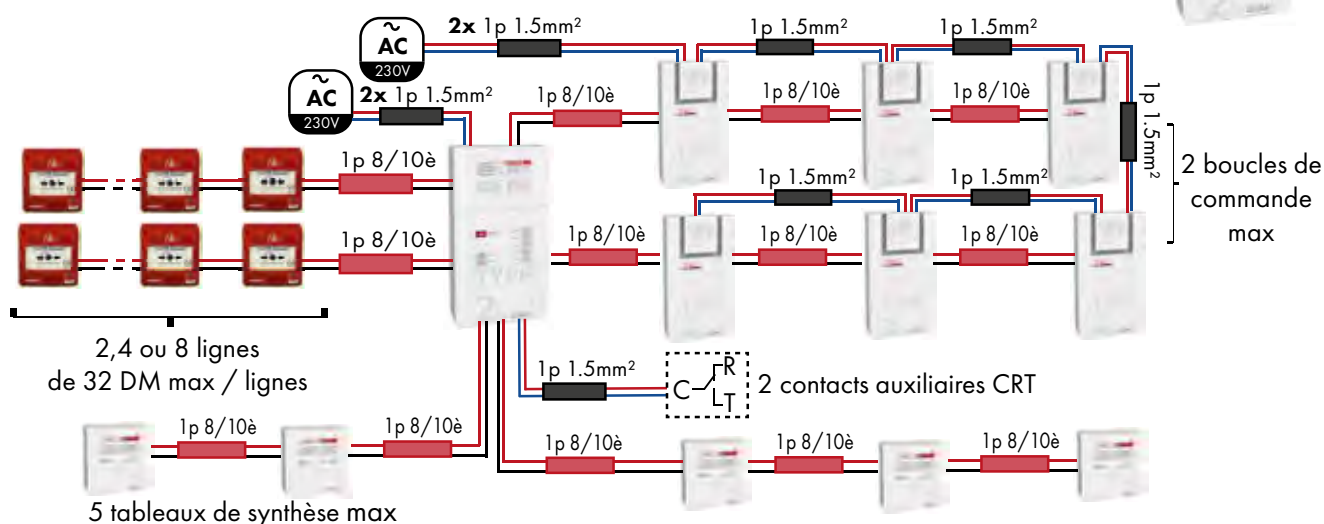 2x 1p 1.5mm²
1p 1.5mm²
1p 1.5mm²
AC
230V
AC
230V
2x 1p 1.5mm²
1p 8/10è
1p 8/10è
1p 8/10è
1p 1.5mm²
1p 8/10è
1p 1.5mm²
1p 1.5mm²
2 boucles de
commande
max
1p 8/10è
1p 8/10è
1p 8/10è
1p 8/10è
2,4 ou 8 lignes
de 32 DM max / lignes
1p 1.5mm²
C
R
T
2 contacts auxiliaires CRT
1p 8/10è
1p 8/10è
1p 8/10è
1p 8/10è
1p 8/10è
5 tableaux de synthèse max